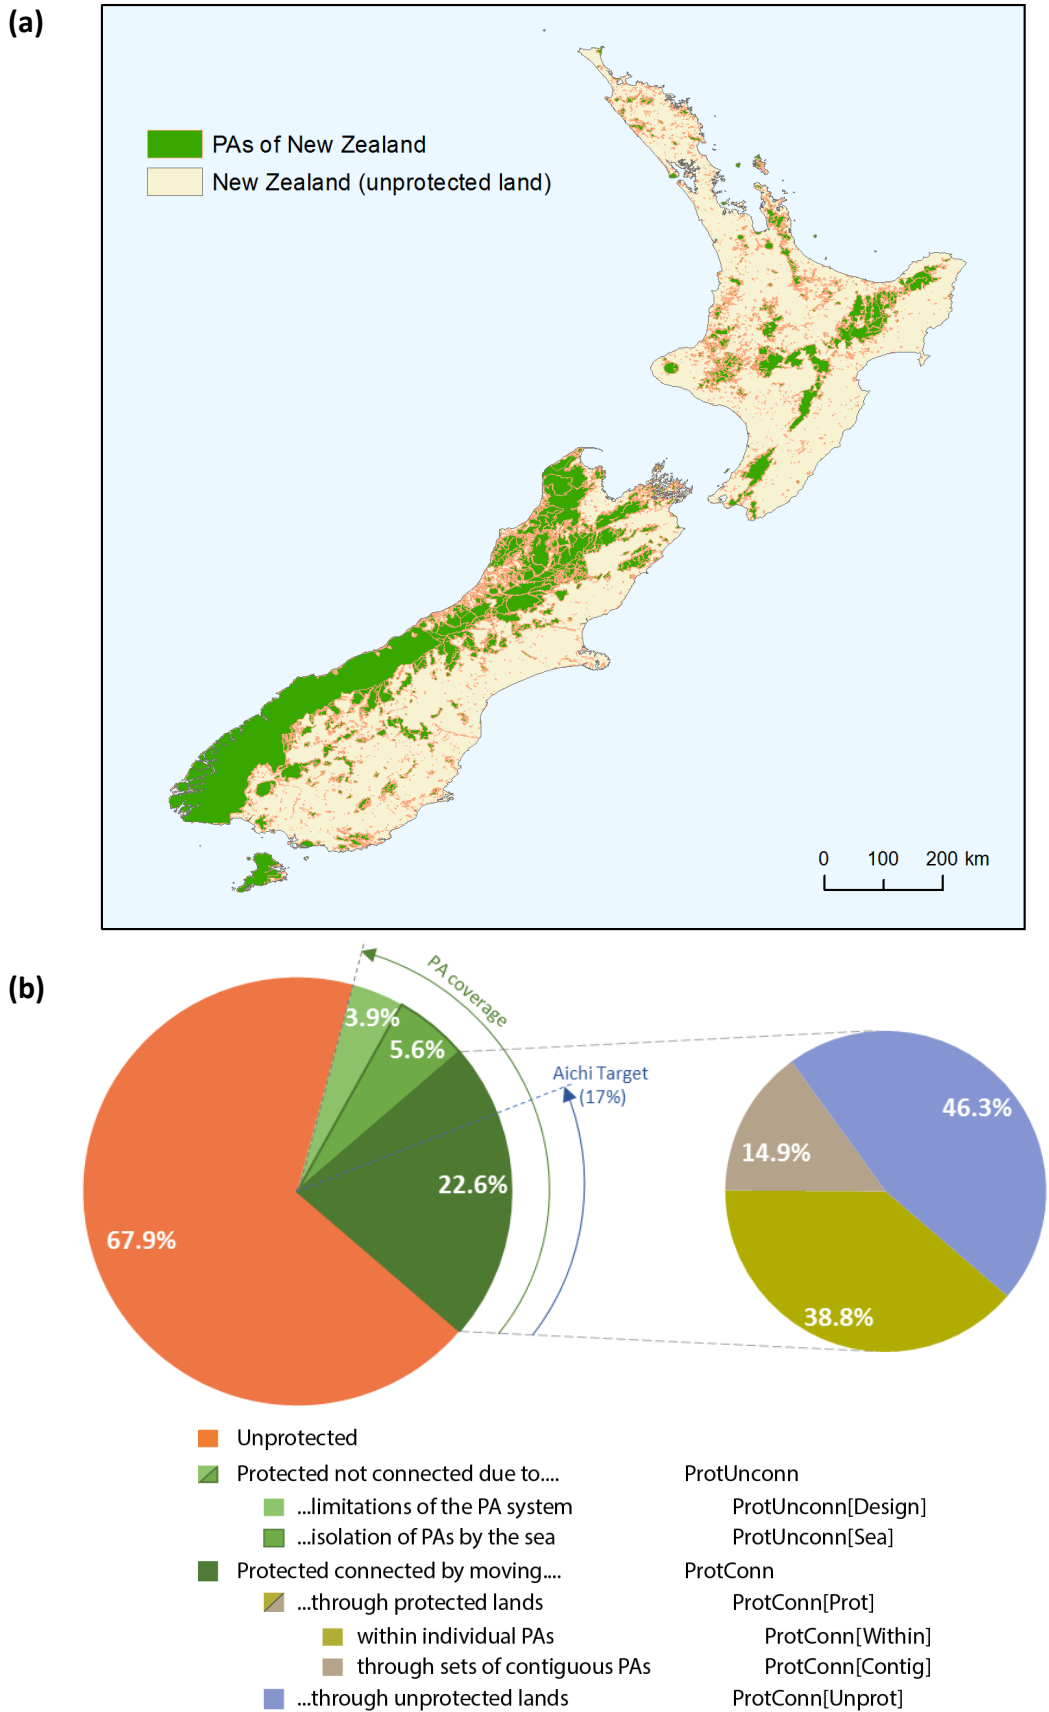 (a)
PAs of New Zealand
New Zealand (unprotected land)
0 100 200 km
(b)
PA coverage
3.9%
5.6%
Aichi Target
(17%)
22.6%
67.9%
46.3%
14.9%
38.8%
Unprotected
Protected not connected due to.... ProtUnconn
...limitations of the PA system ProtUnconn[Design]
...isolation of PAs by the sea ProtUnconn[Sea]
Protected connected by moving.... ProtConn
...through protected lands ProtConn[Prot]
within individual PAs ProtConn[Within]
through sets of contiguous PAs ProtConn[Contig]
...through unprotected lands ProtConn[Unprot]